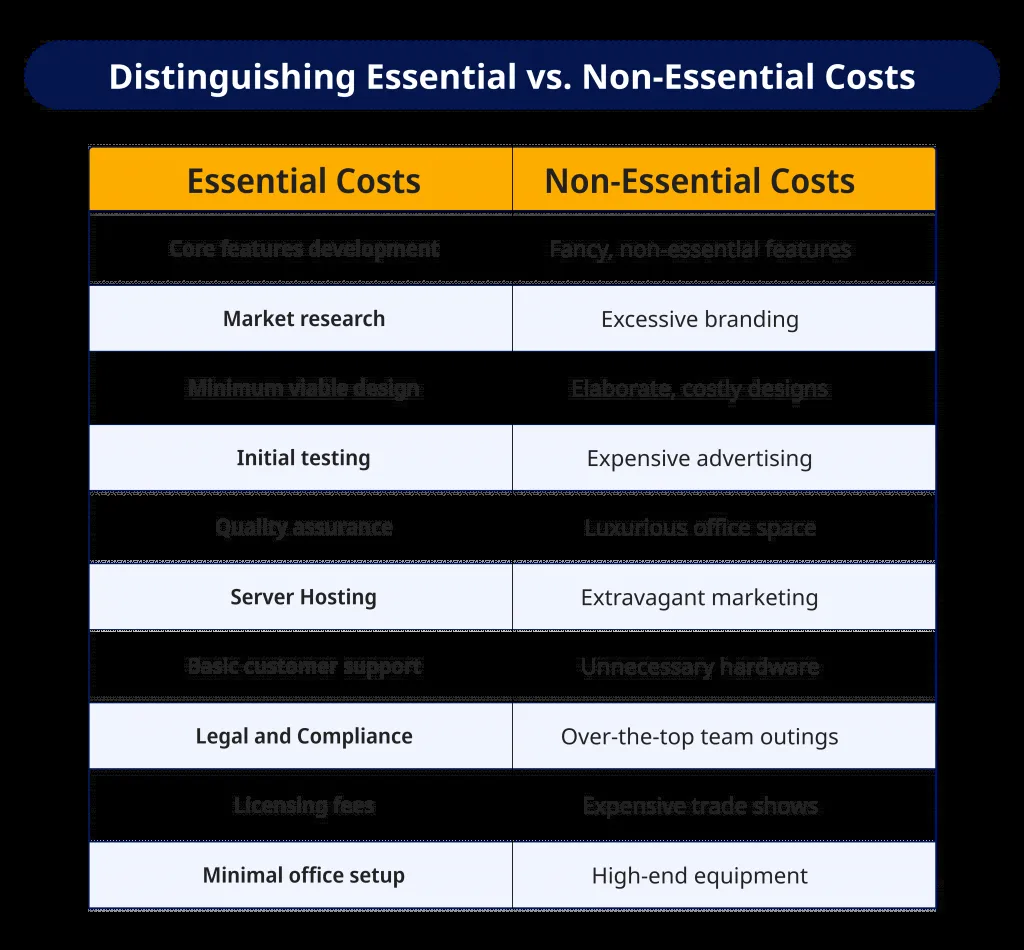 Distinguishing Essential vs. Non-Essential Costs
Essential Costs Non-Essential Costs
Core features development Fancy, non-essential features
Market research Excessive branding
Minimum viable design Elaborate, costly designs
Initial testing Expensive advertising
Quality assurance Luxurious office space
Server Hosting Extravagant marketing
Basic customer support Unnecessary hardware
Legal and Compliance Over-the-top team outings
Licensing fees Expensive trade shows
Minimal office setup High-end equipment